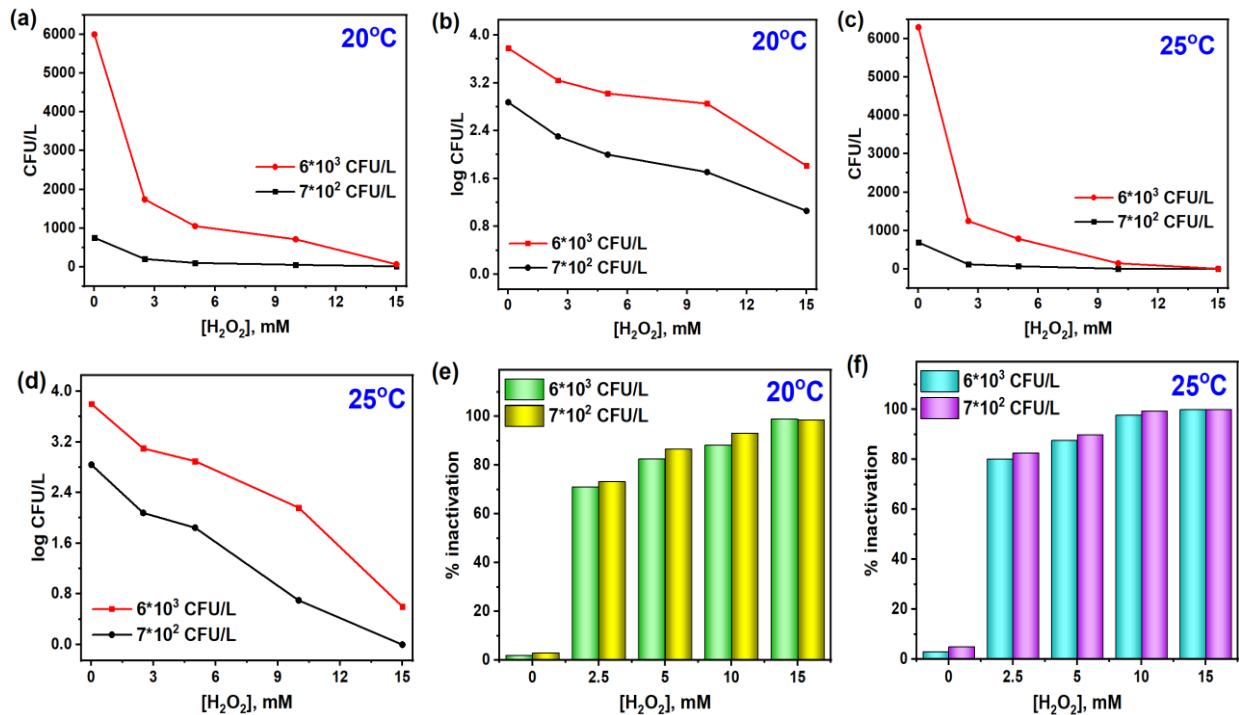 (a)
20°C
CFU/L
6000
5000
4000
3000
2000
1000
0
6*10³ CFU/L
7*10² CFU/L
0 3 6 9 12 15
[H₂O₂], mM
(b)
20°C
log CFU/L
4.0
3.2
2.4
1.6
0.8
0.0
6*10³ CFU/L
7*10² CFU/L
0 3 6 9 12 15
[H₂O₂], mM
(c)
25°C
CFU/L
6000
5000
4000
3000
2000
1000
0
6*10³ CFU/L
7*10² CFU/L
0 3 6 9 12 15
[H₂O₂], mM
(d)
25°C
log CFU/L
4.0
3.2
2.4
1.6
0.8
0.0
6*10³ CFU/L
7*10² CFU/L
0 3 6 9 12 15
[H₂O₂], mM
(e)
20°C
% inactivation
6*10³ CFU/L
7*10² CFU/L
100
80
60
40
20
0
0 2.5 5 10 15
[H₂O₂], mM
(f)
25°C
% inactivation
6*10³ CFU/L
7*10² CFU/L
100
80
60
40
20
0
0 2.5 5 10 15
[H₂O₂], mM